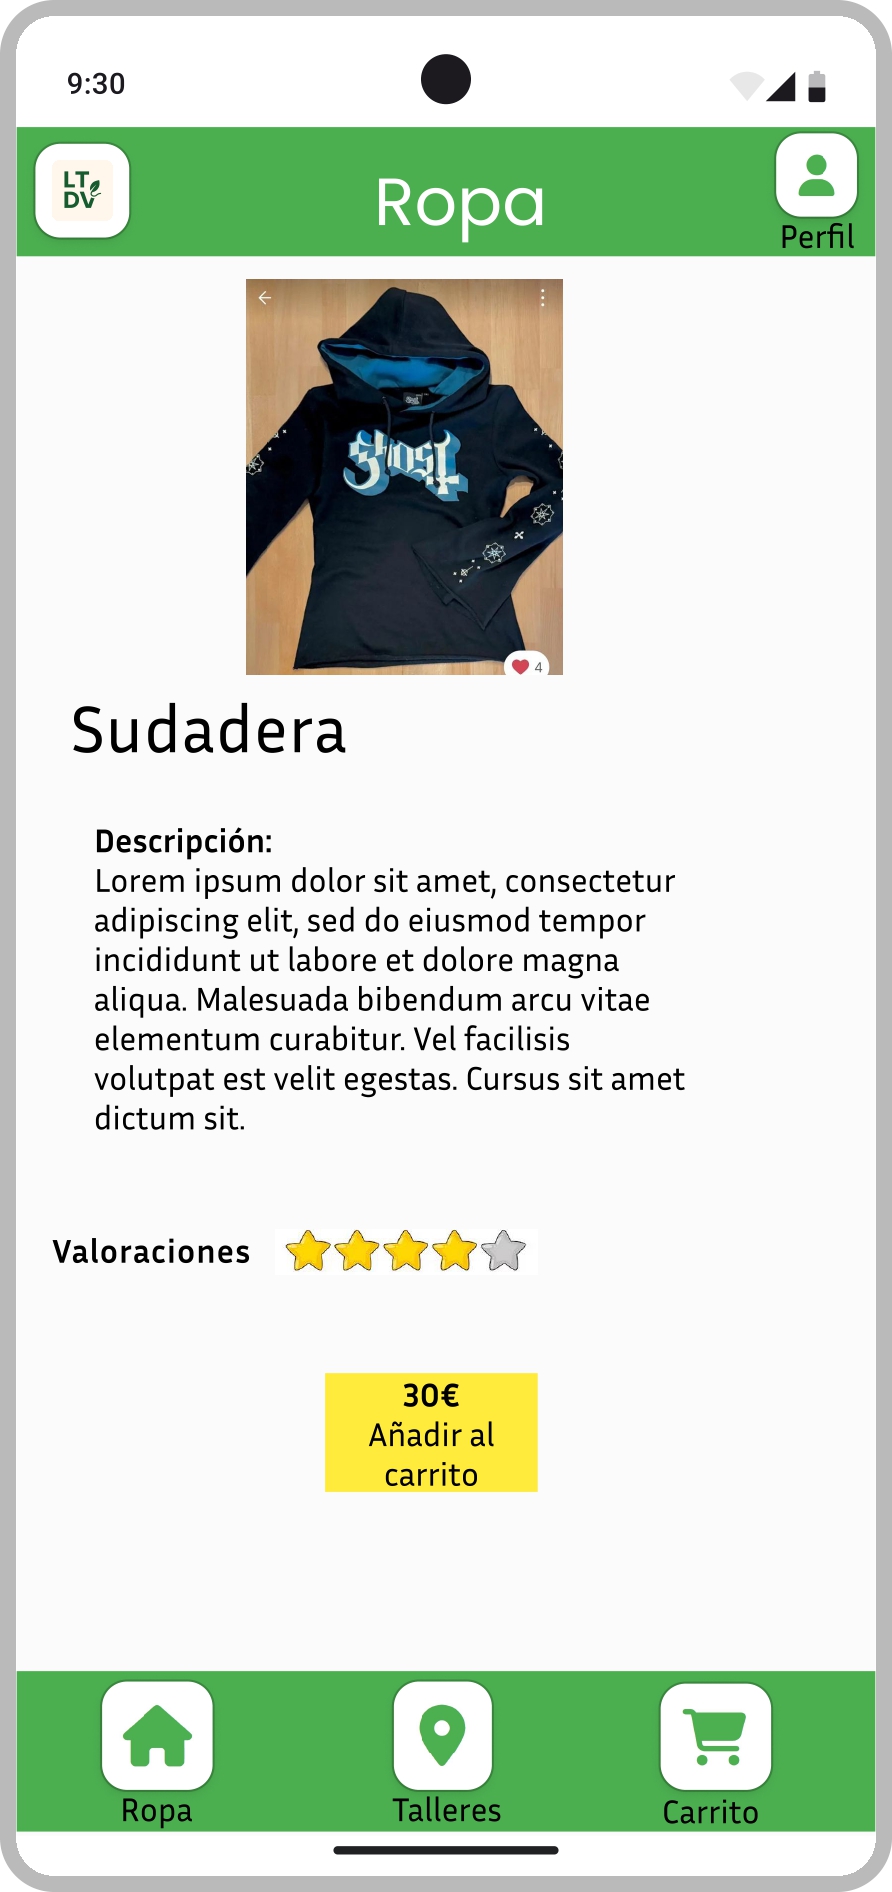 9:30
LT
DV
Ropa
Perfil
Ghost
4
Sudadera
Descripción:
Lorem ipsum dolor sit amet, consectetur
adipiscing elit, sed do eiusmod tempor
incididunt ut labore et dolore magna
aliqua. Malesuada bibendum arcu vitae
elementum curabitur. Vel facilisis
volutpat est velit egestas. Cursus sit amet
dictum sit.
Valoraciones
30€
Añadir al
carrito
Ropa
Talleres
Carrito